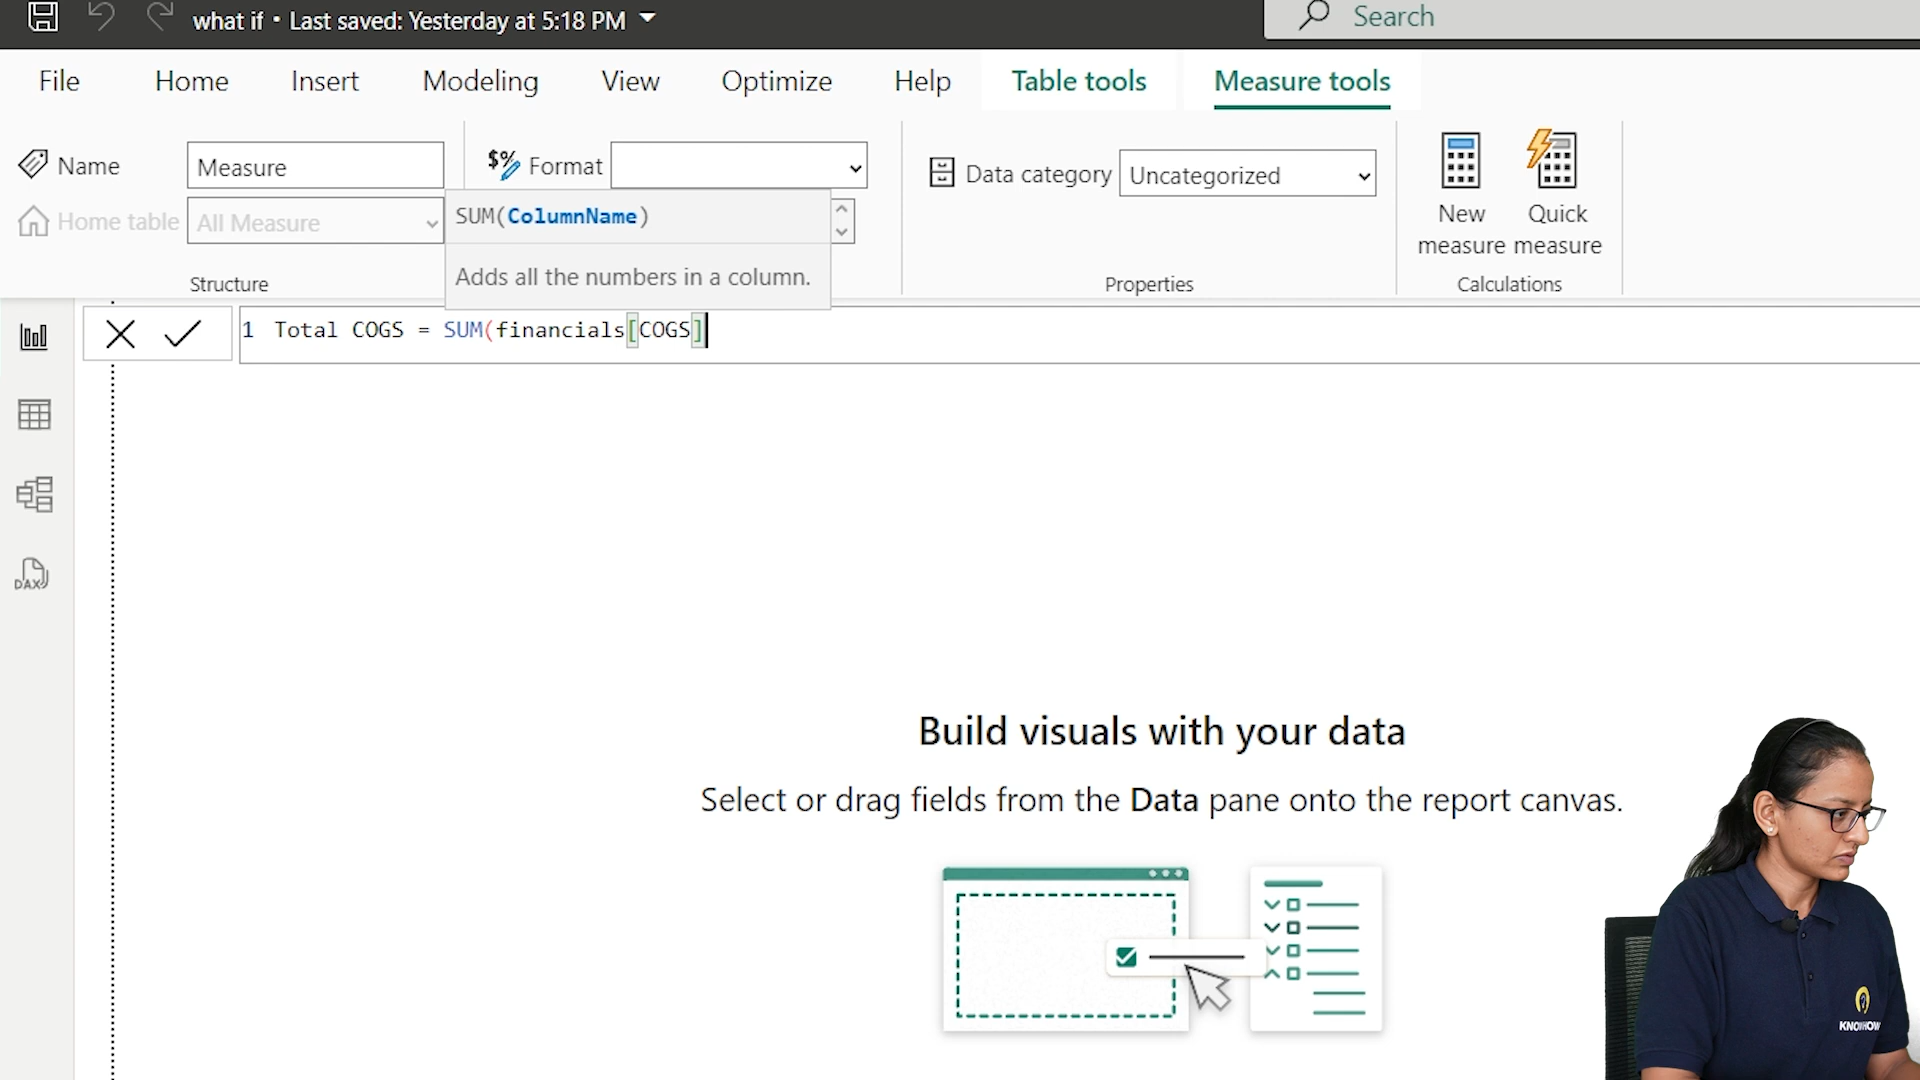 what if • Last saved: Yesterday at 5:18 PM
Search
File Home Insert Modeling View Optimize Help Table tools Measure tools
Name Measure
$% Format
Data category Uncategorized
New measure
Quick measure
Home table All Measure
SUM(ColumnName)
Adds all the numbers in a column.
Structure
Properties
Calculations
1 Total COGS = SUM(financials[COGS]
DAX
Build visuals with your data
Select or drag fields from the Data pane onto the report canvas.
KNOWHOW